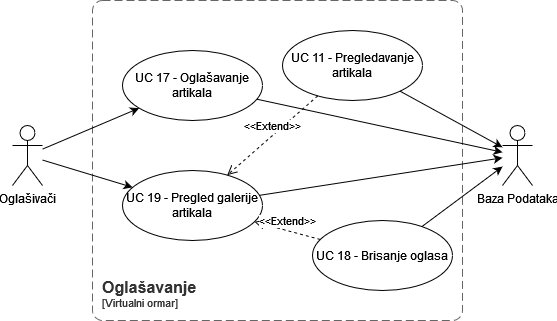 UC 11 - Pregledavanje
artikala
UC 17 - Oglašavanje
artikala
<<Extend>>
Oglašivači
Baza Podataka
UC 19 - Pregled galerije
artikala
<<Extend>>
UC 18 - Brisanje oglasa
Oglašavanje
[Virtualni ormar]